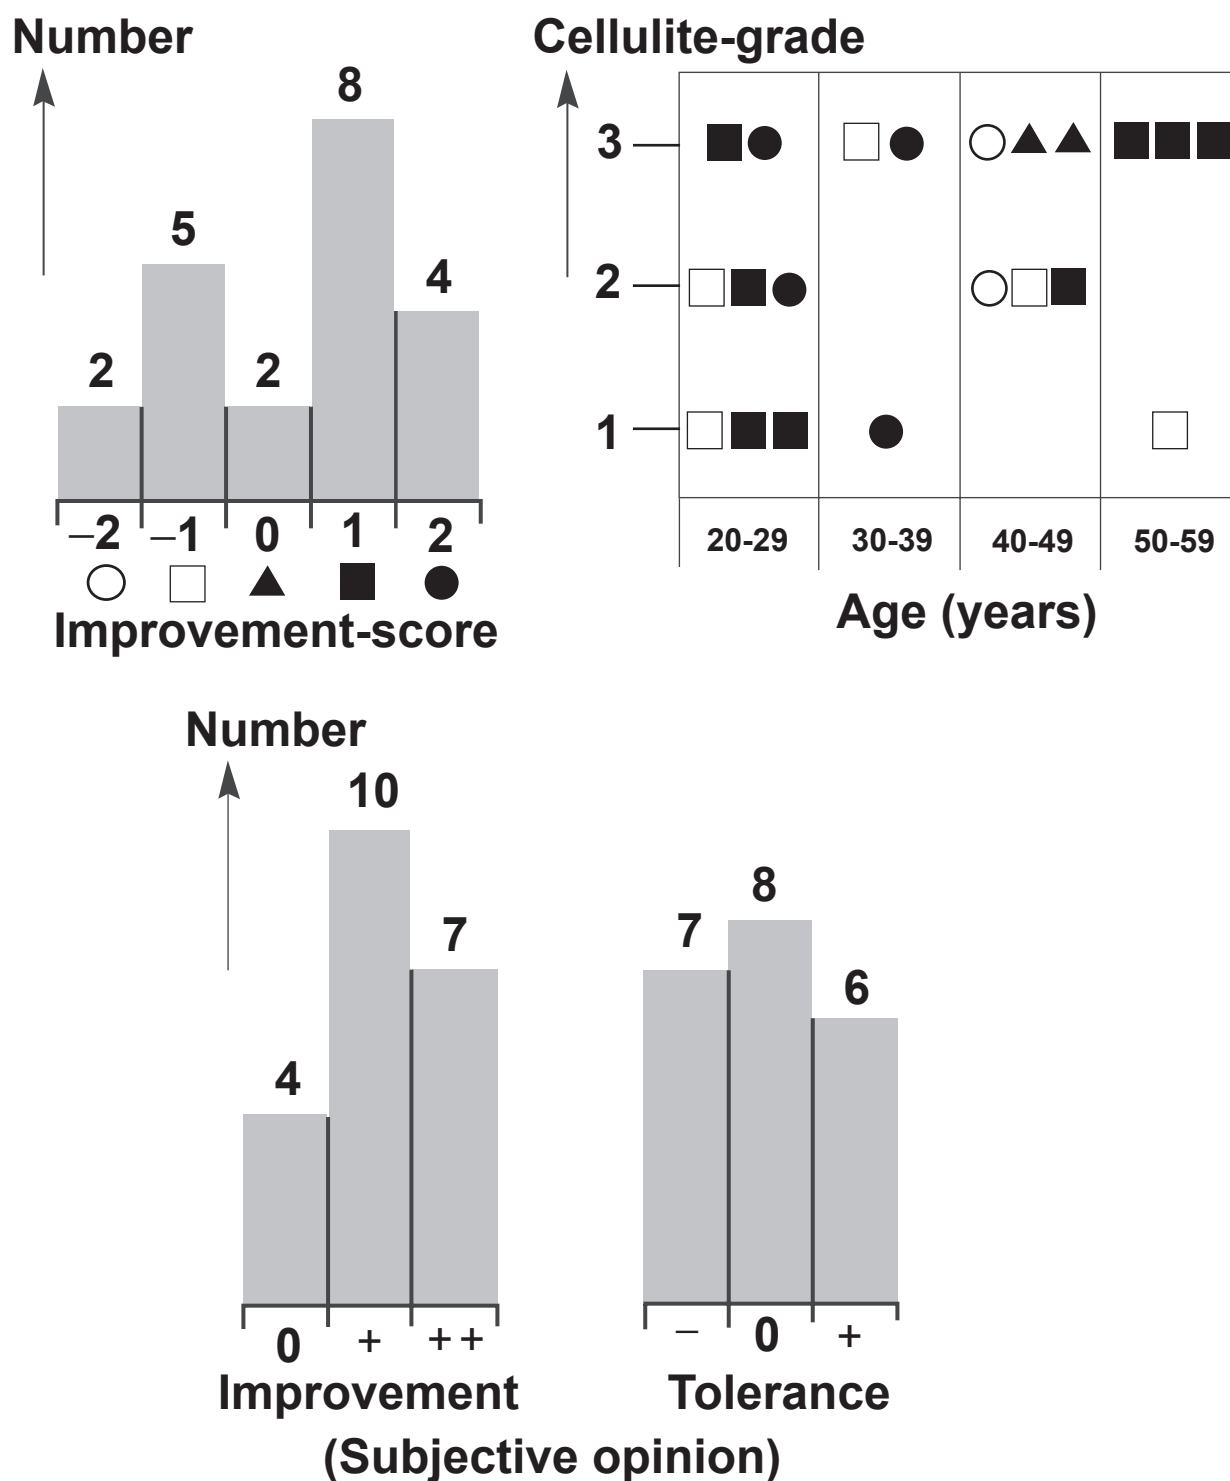 Number
8
5
4
2
2
–2 –1 0 1 2
Improvement-score
Cellulite-grade
3
2
1
20-29 30-39 40-49 50-59
Age (years)
Number
10
7
4
0 + ++
Improvement
8
7
6
– 0 +
Tolerance
(Subjective opinion)